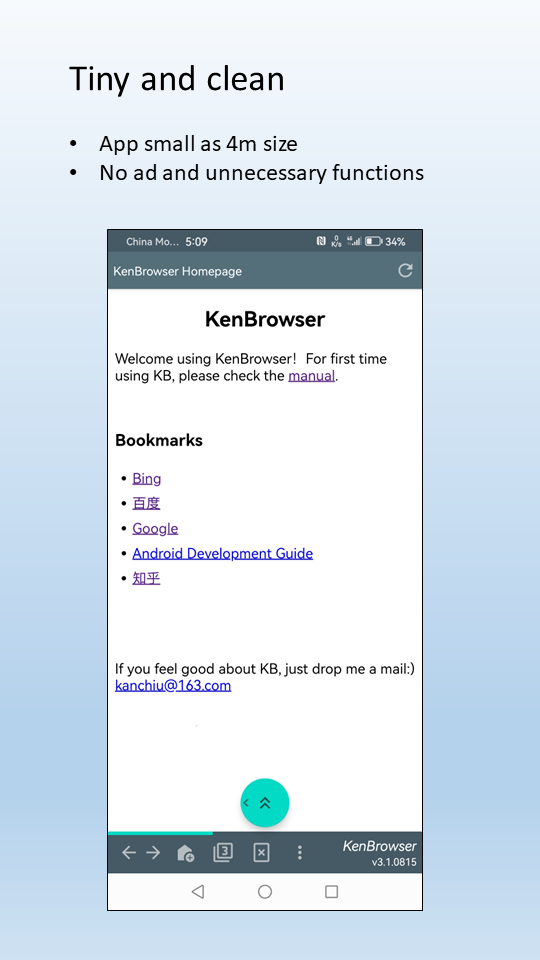 Tiny and clean
• App small as 4m size
• No ad and unnecessary functions
China Mo... 5:09 0 K/s 4G 34%
KenBrowser Homepage
KenBrowser
Welcome using KenBrowser！For first time
using KB, please check the manual.
Bookmarks
• Bing
• 百度
• Google
• Android Development Guide
• 知乎
If you feel good about KB, just drop me a mail:)
kanchiu@163.com
3
KenBrowser
v3.1.0815